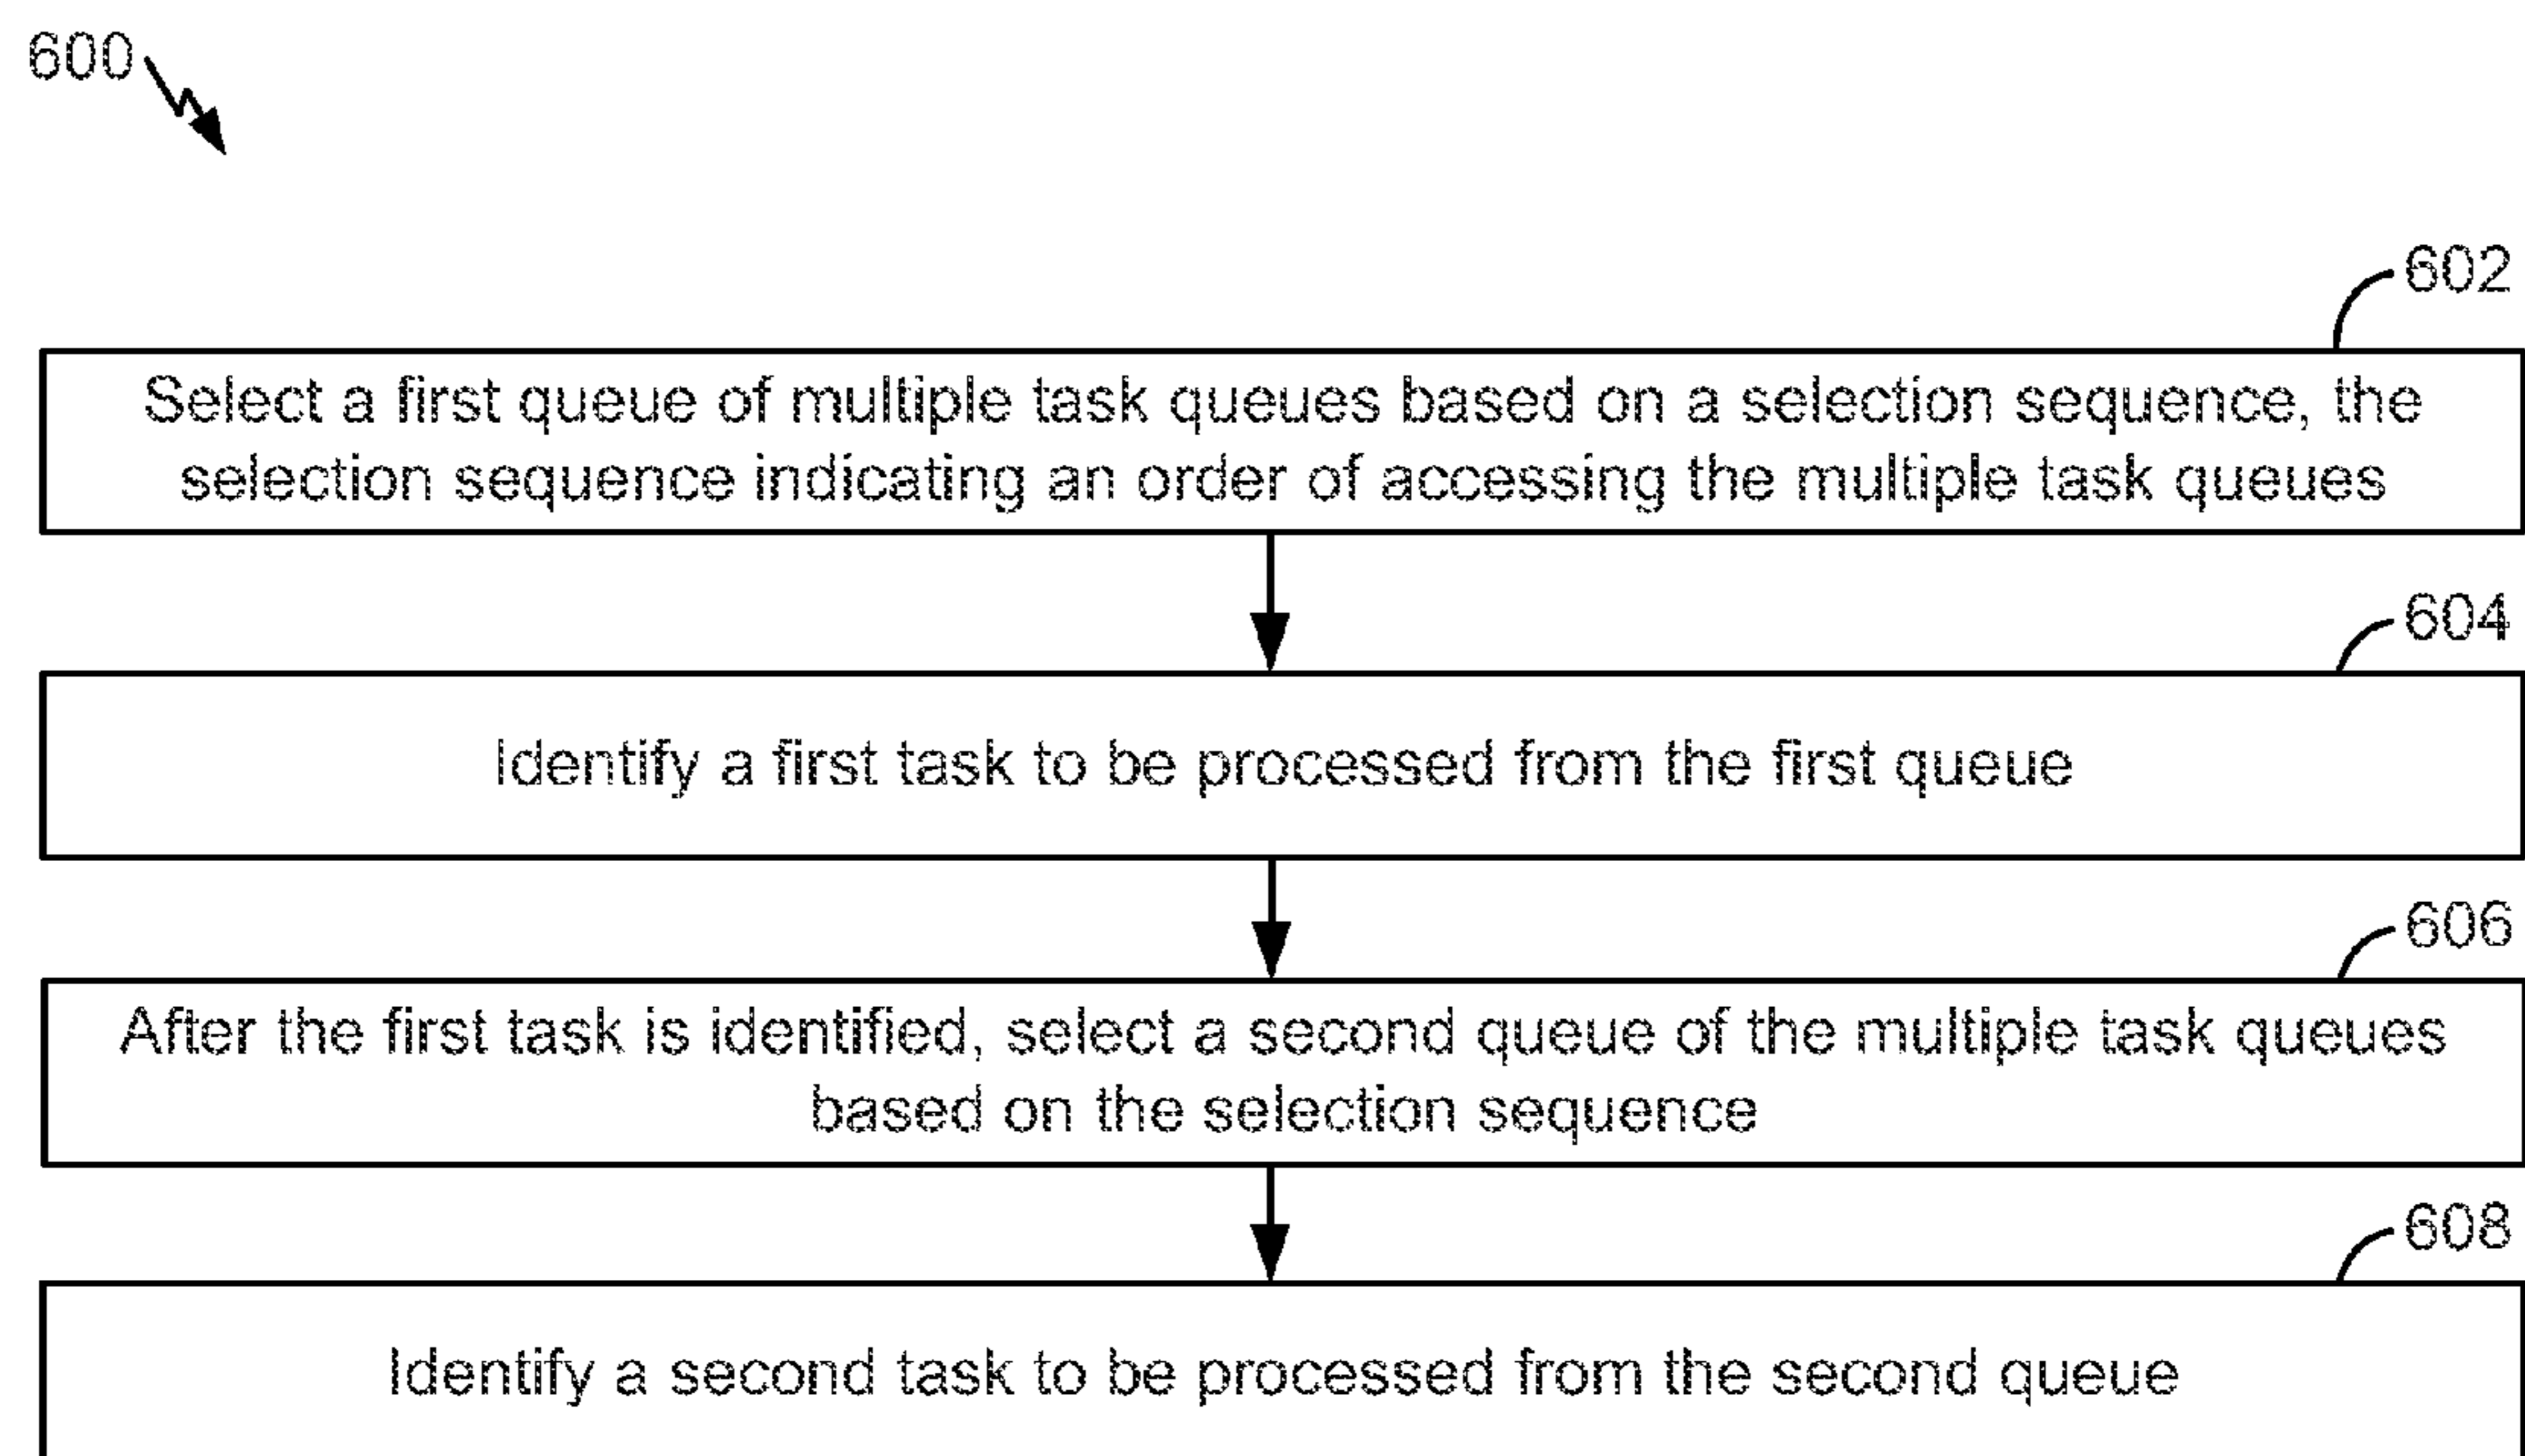 600
602
Select a first queue of multiple task queues based on a selection sequence, the
selection sequence indicating an order of accessing the multiple task queues
604
Identify a first task to be processed from the first queue
606
After the first task is identified, select a second queue of the multiple task queues
based on the selection sequence
608
Identify a second task to be processed from the second queue